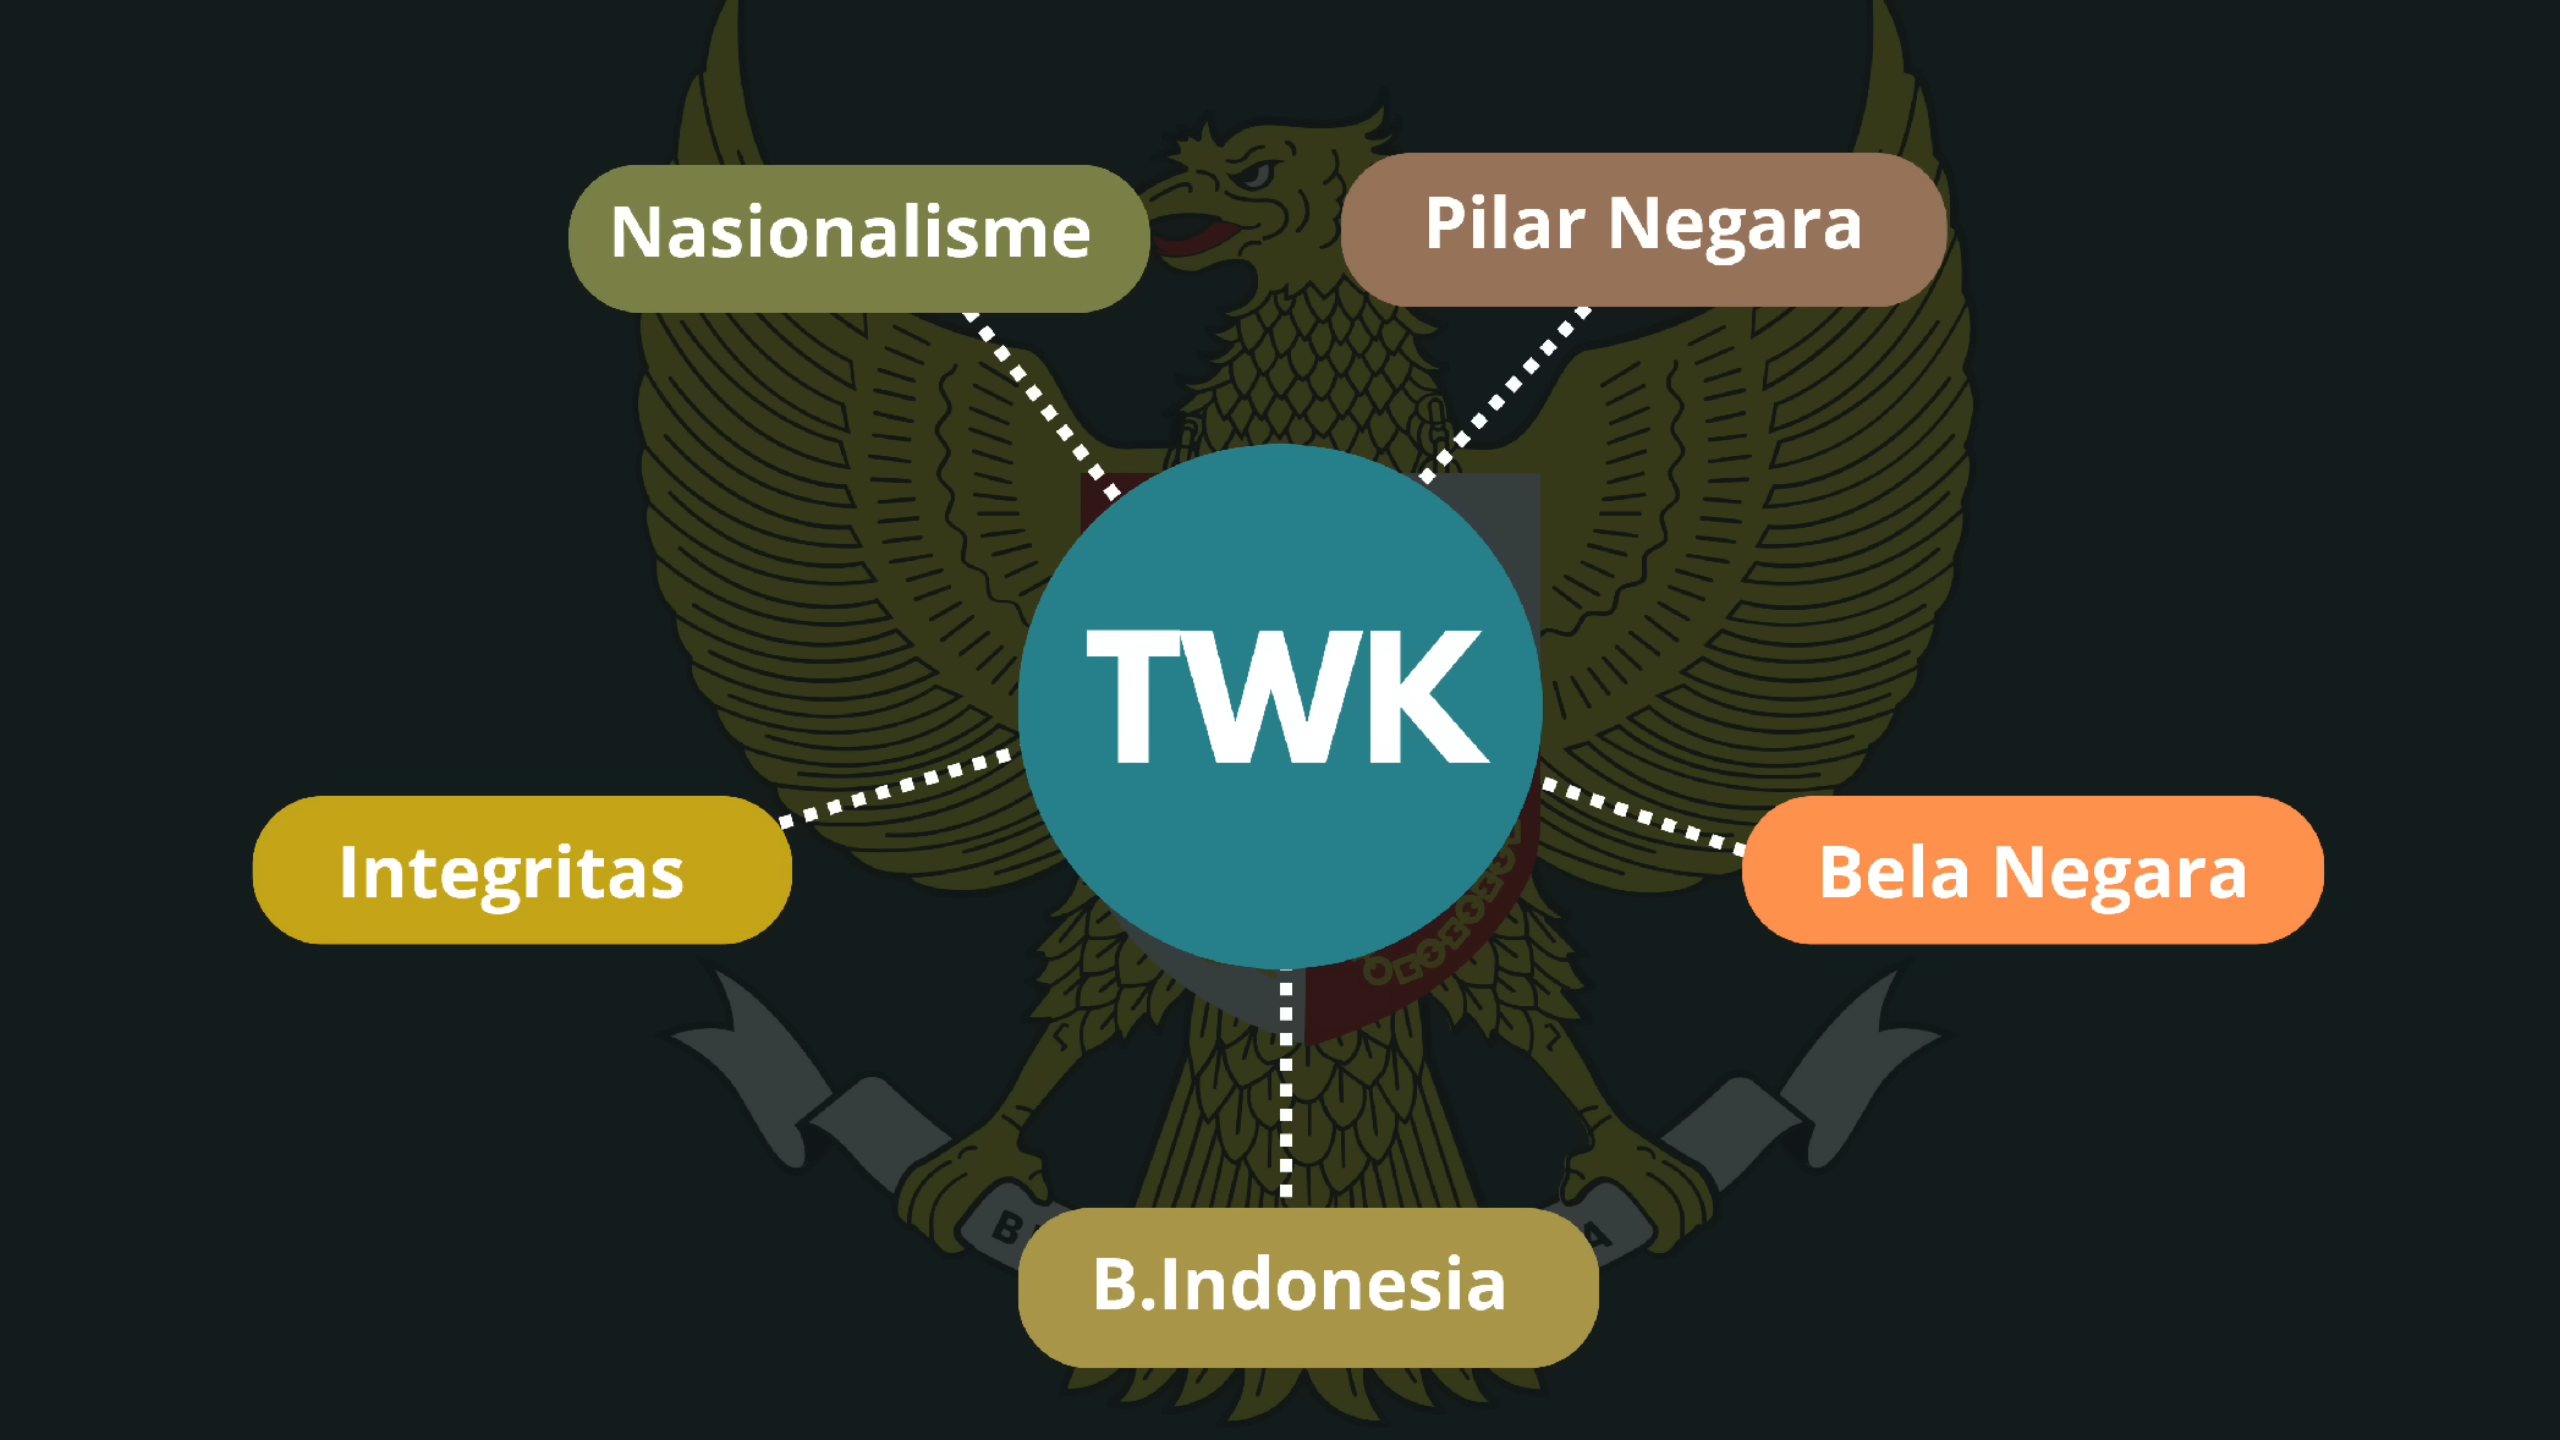 Nasionalisme
Pilar Negara
TWK
Integritas
Bela Negara
B.Indonesia